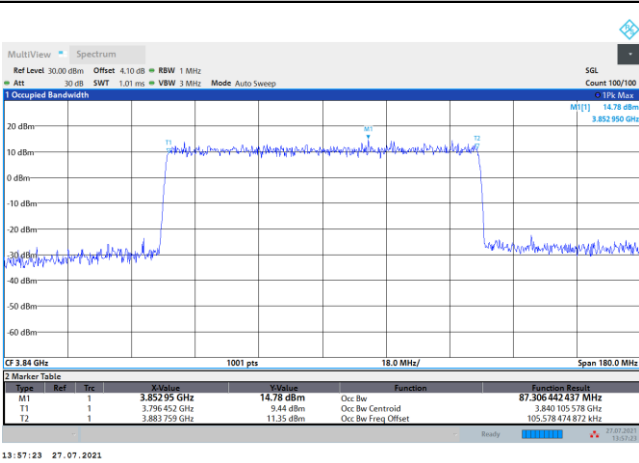 MultiView Spectrum
Ref Level 30.00 dBm Offset 4.10 dB RBW 1 MHz SGL
Att 30 dB SWT 1.01 ms VBW 3 MHz Mode Auto Sweep Count 100/100
1 Occupied Bandwidth 1Pk Max
M1[1] 14.78 dBm
3.852 950 GHz
20 dBm
M1
T1
T2
10 dBm
0 dBm
-10 dBm
-20 dBm
-30 dBm
-40 dBm
-50 dBm
-60 dBm
CF 3.84 GHz 1001 pts 18.0 MHz/ Span 180.0 MHz
2 Marker Table
Type Ref Trc X-Value Y-Value Function Function Result
M1 1 3.852 95 GHz 14.78 dBm Occ Bw 87.306 442 437 MHz
T1 1 3.796 452 GHz 9.44 dBm Occ Bw Centroid 3.840 105 578 GHz
T2 1 3.883 759 GHz 11.35 dBm Occ Bw Freq Offset 105.578 474 872 kHz
Ready 27.07.2021
13:57:23
13:57:23 27.07.2021